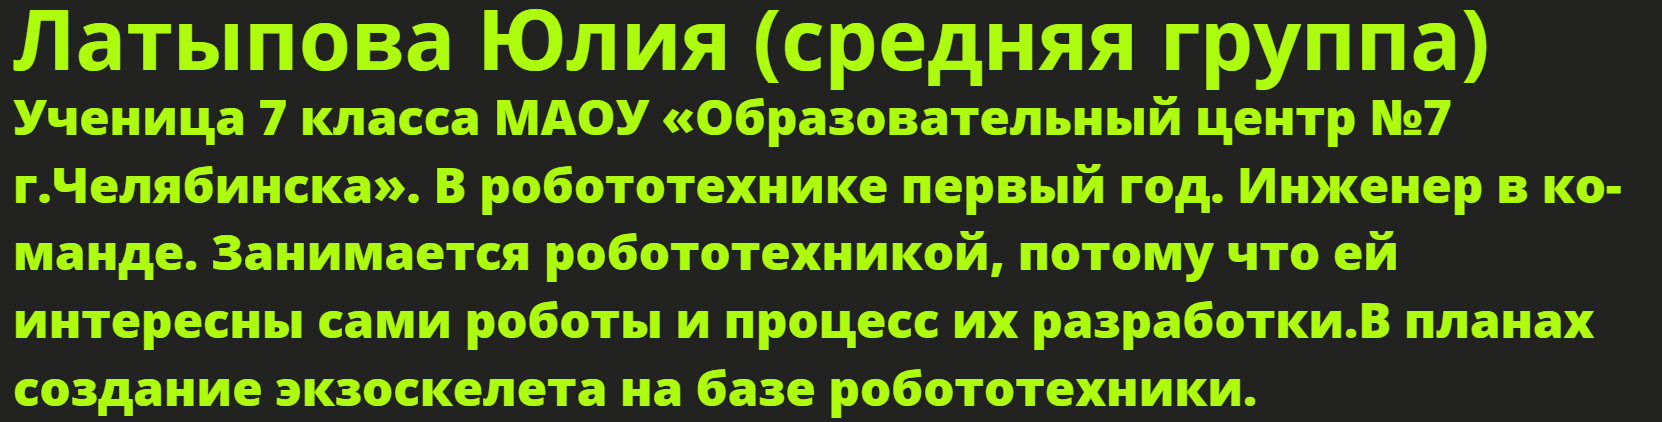 Латыпова Юлия (средняя группа)
Ученица 7 класса МАОУ «Образовательный центр №7
г.Челябинска». В робототехнике первый год. Инженер в ко-
манде. Занимается робототехникой, потому что ей
интересны сами роботы и процесс их разработки.В планах
создание экзоскелета на базе робототехники.